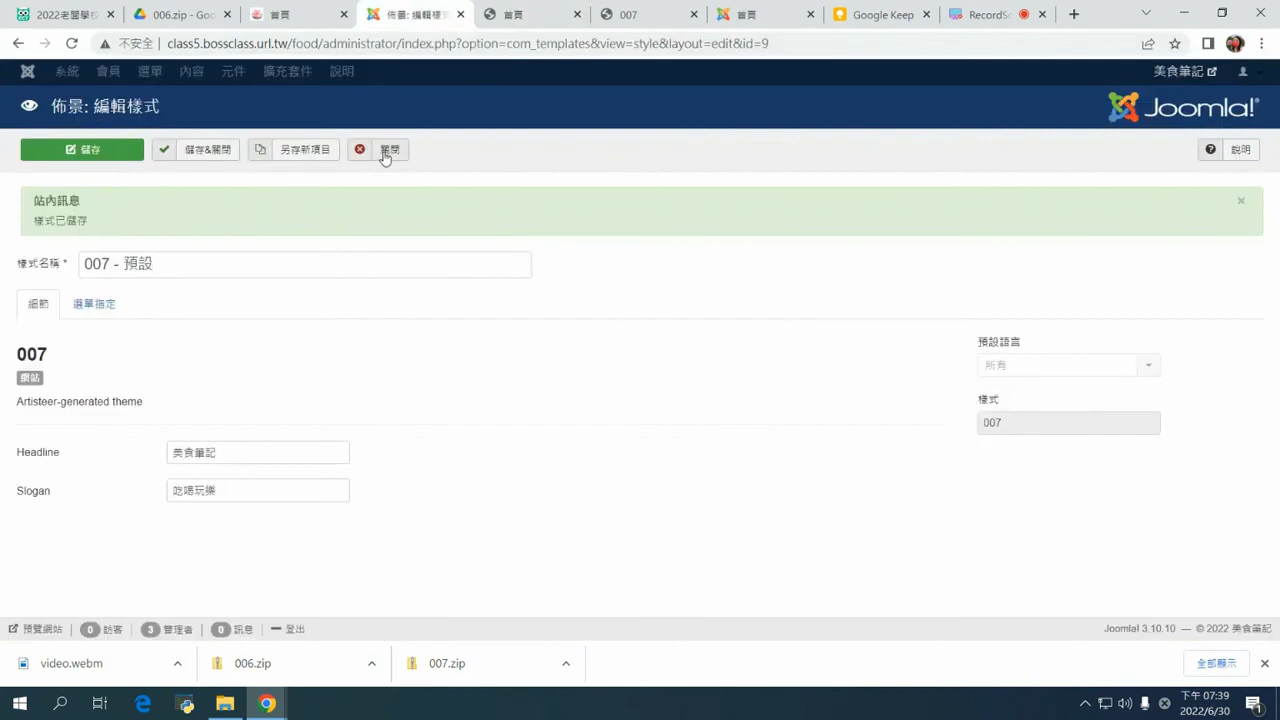 2022老闆學校
006.zip - Goo
首頁
佈景: 編輯樣式
首頁
007
首頁
Google Keep
RecordSc
不安全 class5.bossclass.url.tw/food/administrator/index.php?option=com_templates&view=style&layout=edit&id=9
系統 會員 選單 內容 元件 擴充套件 說明
美食筆記
佈景: 編輯樣式
Joomla!®
儲存 儲存&關閉 另存新項目 關閉
說明
站內訊息
樣式已儲存
×
樣式名稱 *
007 - 預設
細節 選單指定
007
網站
Artisteer-generated theme
Headline
美食筆記
Slogan
吃喝玩樂
預設語言
所有
樣式
007
預覽網站 0 訪客 3 管理者 0 訊息 登出
Joomla! 3.10.10 — © 2022 美食筆記
video.webm
006.zip
007.zip
全部顯示
下午 07:39
2022/6/30
1